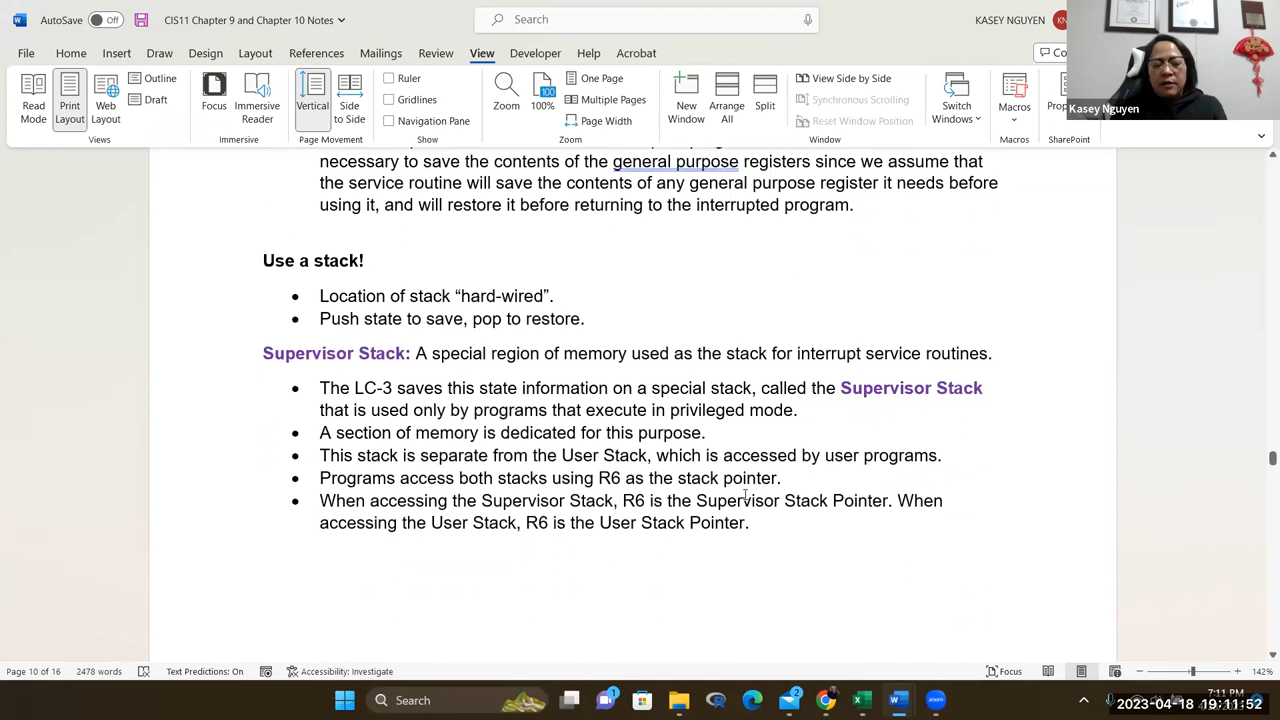 AutoSave Off CIS11 Chapter 9 and Chapter 10 Notes Search KASEY NGUYEN KN
File Home Insert Draw Design Layout References Mailings Review View Developer Help Acrobat Co
Read Mode Print Layout Web Layout Outline Draft Views
Focus Immersive Reader Immersive
Vertical Side to Side Page Movement
Ruler Gridlines Navigation Pane Show
Zoom 100 100% One Page Multiple Pages Page Width Zoom
New Window Arrange All Split View Side by Side Synchronous Scrolling Reset Window Position Switch Windows Window
Macros Macros
SharePoint
Kasey Nguyen
necessary to save the contents of the general purpose registers since we assume that
the service routine will save the contents of any general purpose register it needs before
using it, and will restore it before returning to the interrupted program.
Use a stack!
• Location of stack “hard-wired”.
• Push state to save, pop to restore.
Supervisor Stack: A special region of memory used as the stack for interrupt service routines.
• The LC-3 saves this state information on a special stack, called the Supervisor Stack
that is used only by programs that execute in privileged mode.
• A section of memory is dedicated for this purpose.
• This stack is separate from the User Stack, which is accessed by user programs.
• Programs access both stacks using R6 as the stack pointer.
• When accessing the Supervisor Stack, R6 is the Supervisor Stack Pointer. When
accessing the User Stack, R6 is the User Stack Pointer.
Page 10 of 16 2478 words Text Predictions: On Accessibility: Investigate Focus 142%
Search 1 2 7:11 PM
2023-04-18 19:11:52